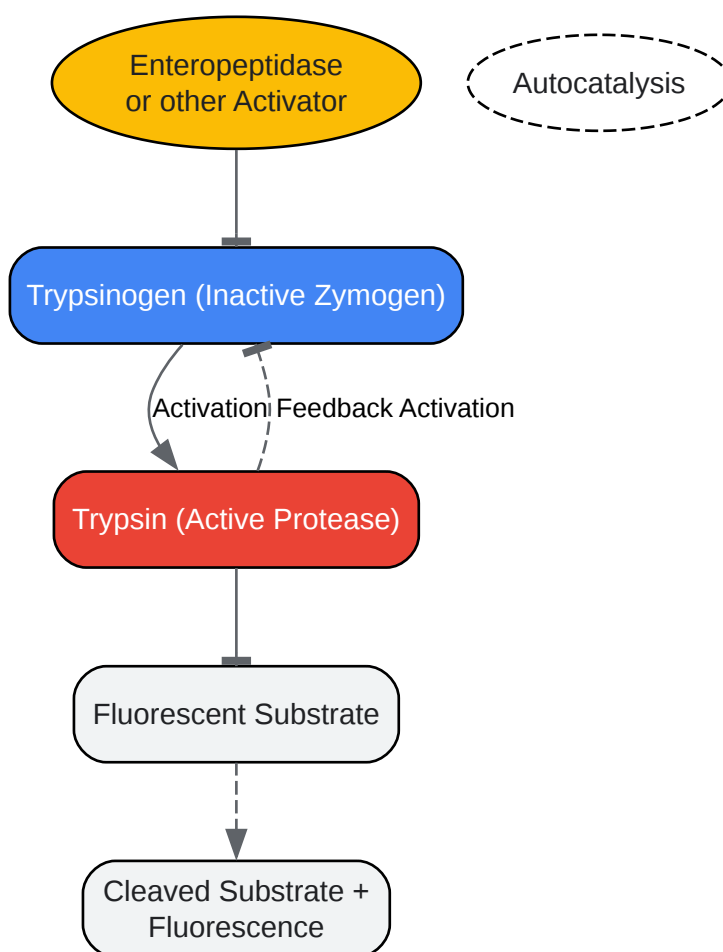 Enteropeptidase
or other Activator
Autocatalysis
Trypsinogen (Inactive Zymogen)
Activation
Feedback Activation
Trypsin (Active Protease)
Fluorescent Substrate
Cleaved Substrate +
Fluorescence